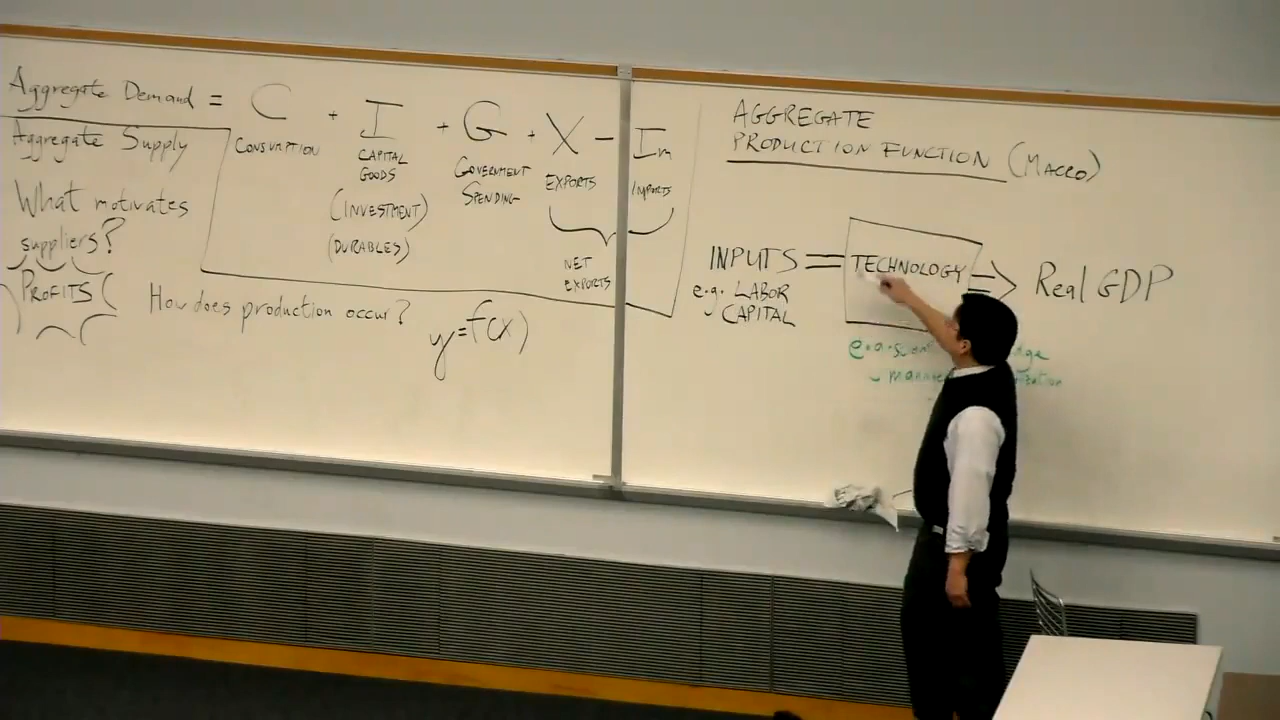 Aggregate Demand = C + I + G + X - Im
CONSUMPTION
CAPITAL
GOODS
(INVESTMENT)
(DURABLES)
GOVERNMENT
SPENDING
EXPORTS
IMPORTS
NET
EXPORTS
Aggregate Supply
What motivates
suppliers?
PROFITS
How does production occur?
y=f(x)
AGGREGATE
PRODUCTION FUNCTION (MACRO)
INPUTS = TECHNOLOGY => Real GDP
e.g. LABOR
CAPITAL
e.g.